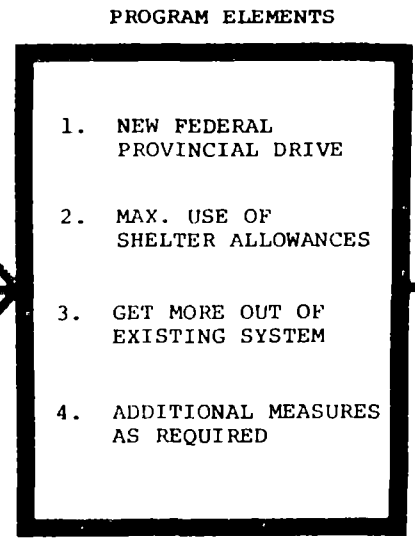 PROGRAM ELEMENTS
1. NEW FEDERAL
PROVINCIAL DRIVE
2. MAX. USE OF
SHELTER ALLOWANCES
3. GET MORE OUT OF
EXISTING SYSTEM
4. ADDITIONAL MEASURES
AS REQUIRED